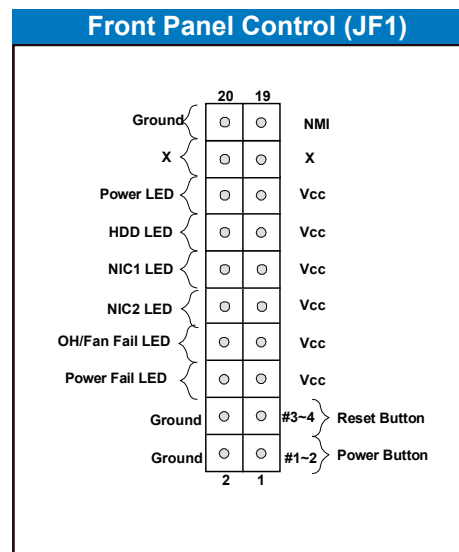 Front Panel Control (JF1)
20 19
Ground NMI
X X
Power LED Vcc
HDD LED Vcc
NIC1 LED Vcc
NIC2 LED Vcc
OH/Fan Fail LED Vcc
Power Fail LED Vcc
Ground #3~4 Reset Button
Ground #1~2 Power Button
2 1